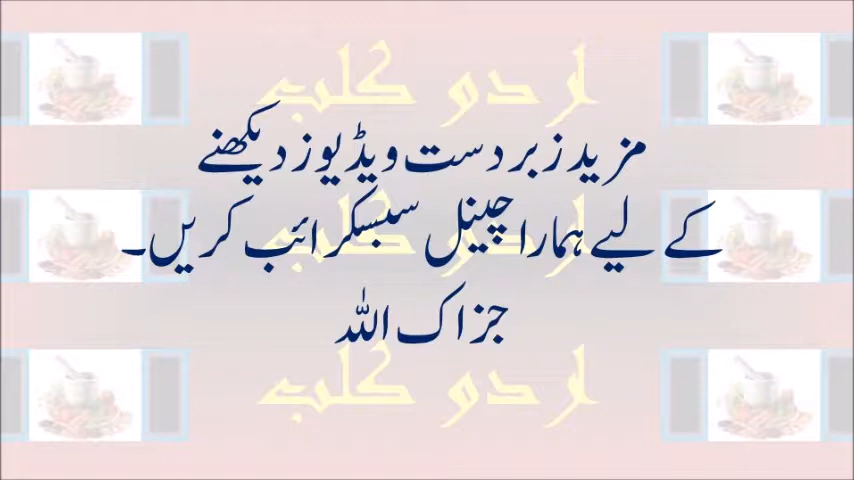 اردو کلب
مزید زبردست ویڈیوز دیکھنے
اردو کلب
کے لیے ہمارا چینل سبسکرائب کریں۔
جزاک اللہ
اردو کلب